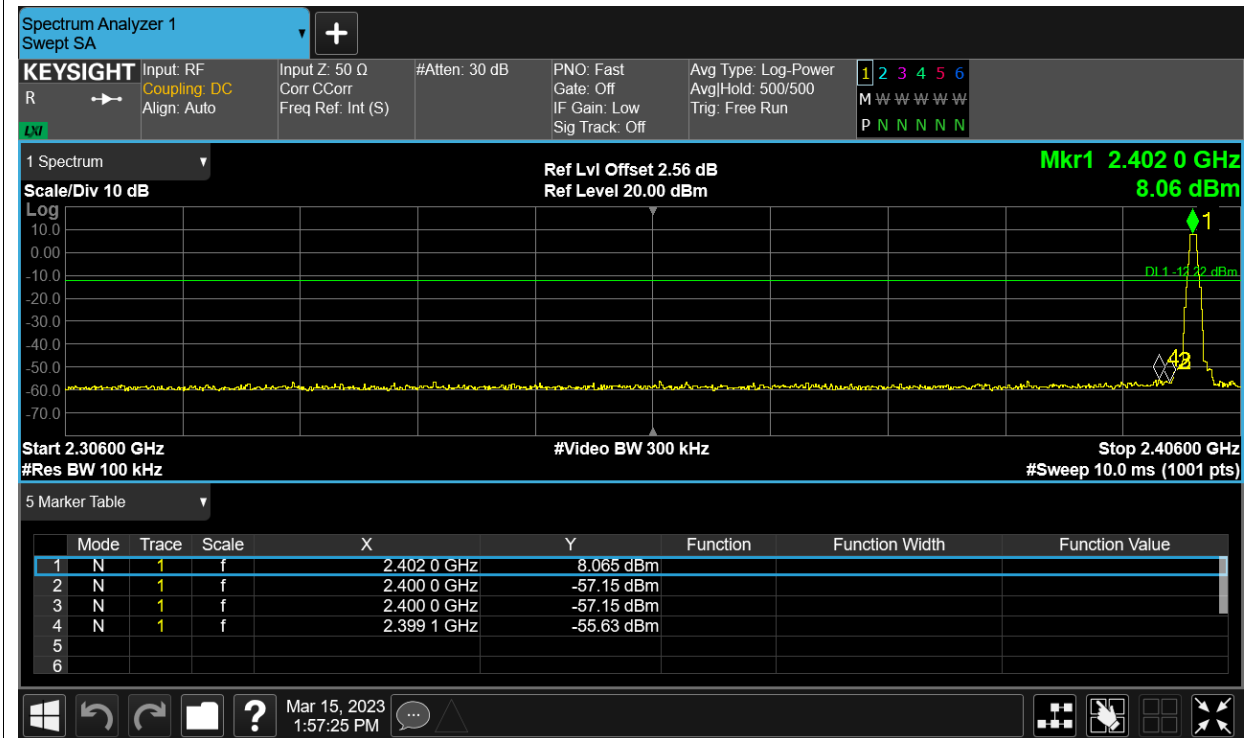 Spectrum Analyzer 1
Swept SA
KEYSIGHT
R
LXI
Input: RF
Coupling: DC
Align: Auto
Input Z: 50 Ω
Corr CCorr
Freq Ref: Int (S)
#Atten: 30 dB
PNO: Fast
Gate: Off
IF Gain: Low
Sig Track: Off
Avg Type: Log-Power
Avg|Hold: 500/500
Trig: Free Run
1 2 3 4 5 6
M W W W W W
P N N N N N
1 Spectrum
Scale/Div 10 dB
Ref Lvl Offset 2.56 dB
Ref Level 20.00 dBm
Mkr1 2.402 0 GHz
8.06 dBm
Log
10.0
0.00
-10.0
-20.0
-30.0
-40.0
-50.0
-60.0
-70.0
1
DL1 -12.22 dBm
Start 2.30600 GHz
#Video BW 300 kHz
Stop 2.40600 GHz
#Res BW 100 kHz
#Sweep 10.0 ms (1001 pts)
5 Marker Table
Mode Trace Scale X Y Function Function Width Function Value
1 N 1 f 2.402 0 GHz 8.065 dBm
2 N 1 f 2.400 0 GHz -57.15 dBm
3 N 1 f 2.400 0 GHz -57.15 dBm
4 N 1 f 2.399 1 GHz -55.63 dBm
5
6
?
Mar 15, 2023
1:57:25 PM